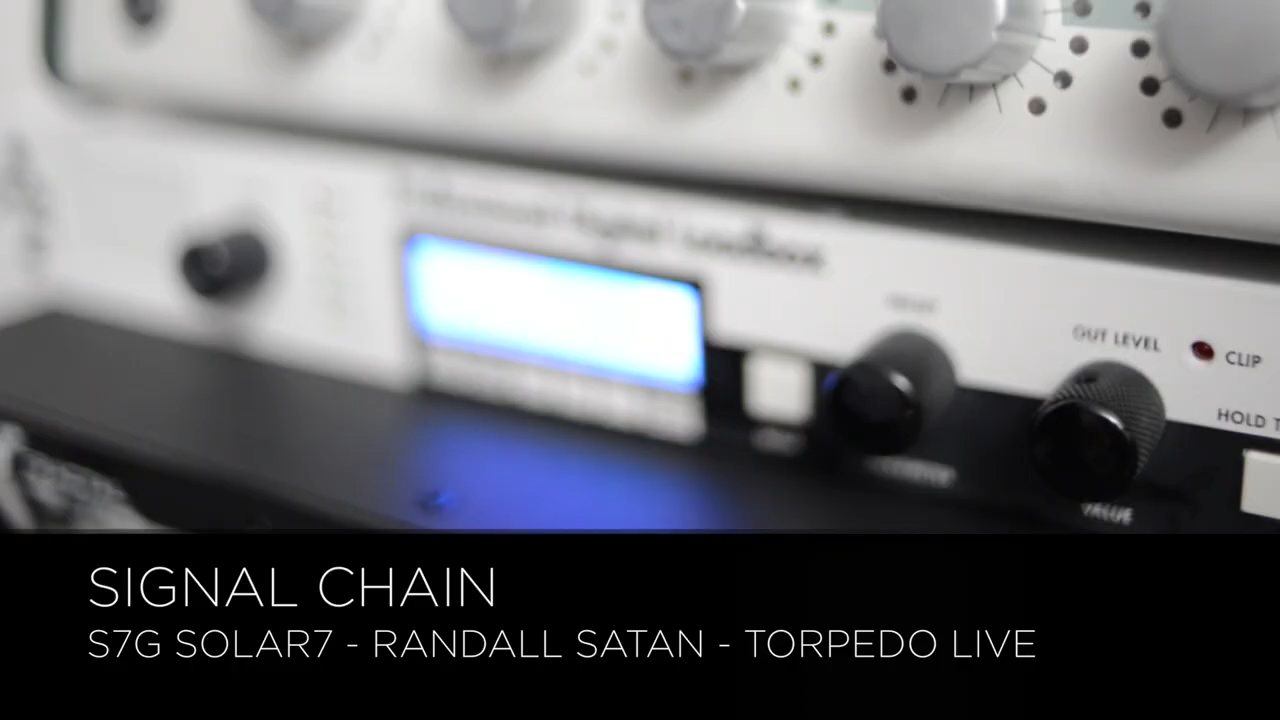 OUT LEVEL
CLIP
HOLD T
VALUE
SIGNAL CHAIN
S7G SOLAR7 - RANDALL SATAN - TORPEDO LIVE